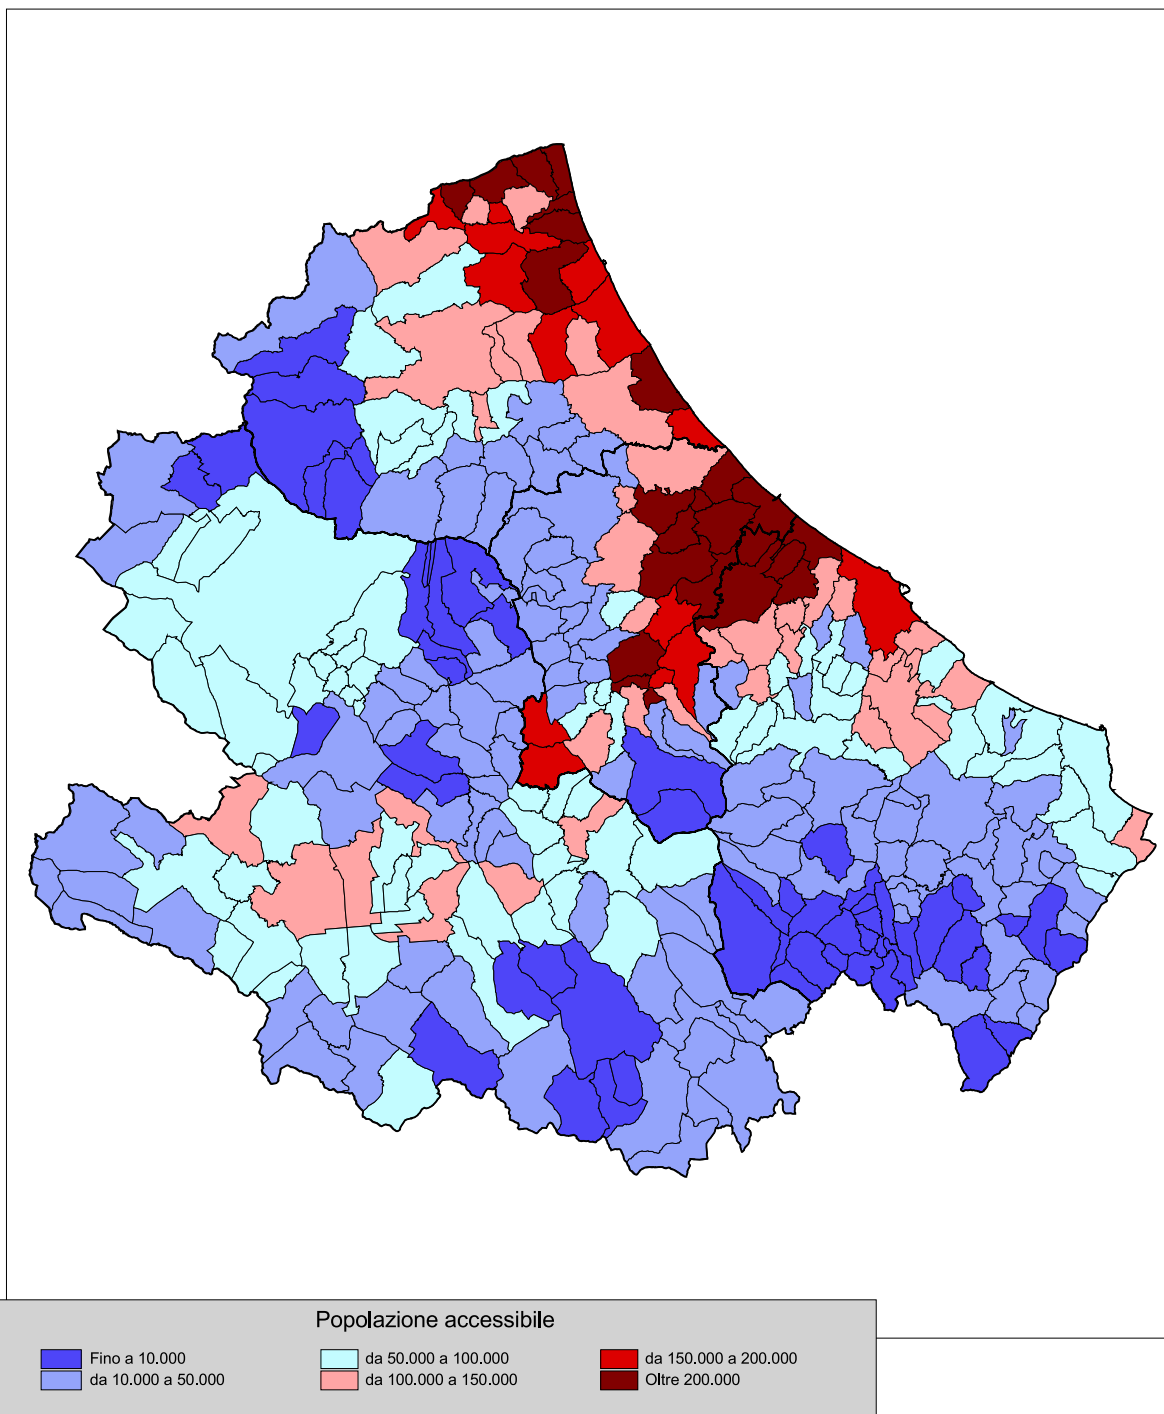 Popolazione accessibile
Fino a 10.000
da 50.000 a 100.000
da 150.000 a 200.000
da 10.000 a 50.000
da 100.000 a 150.000
Oltre 200.000